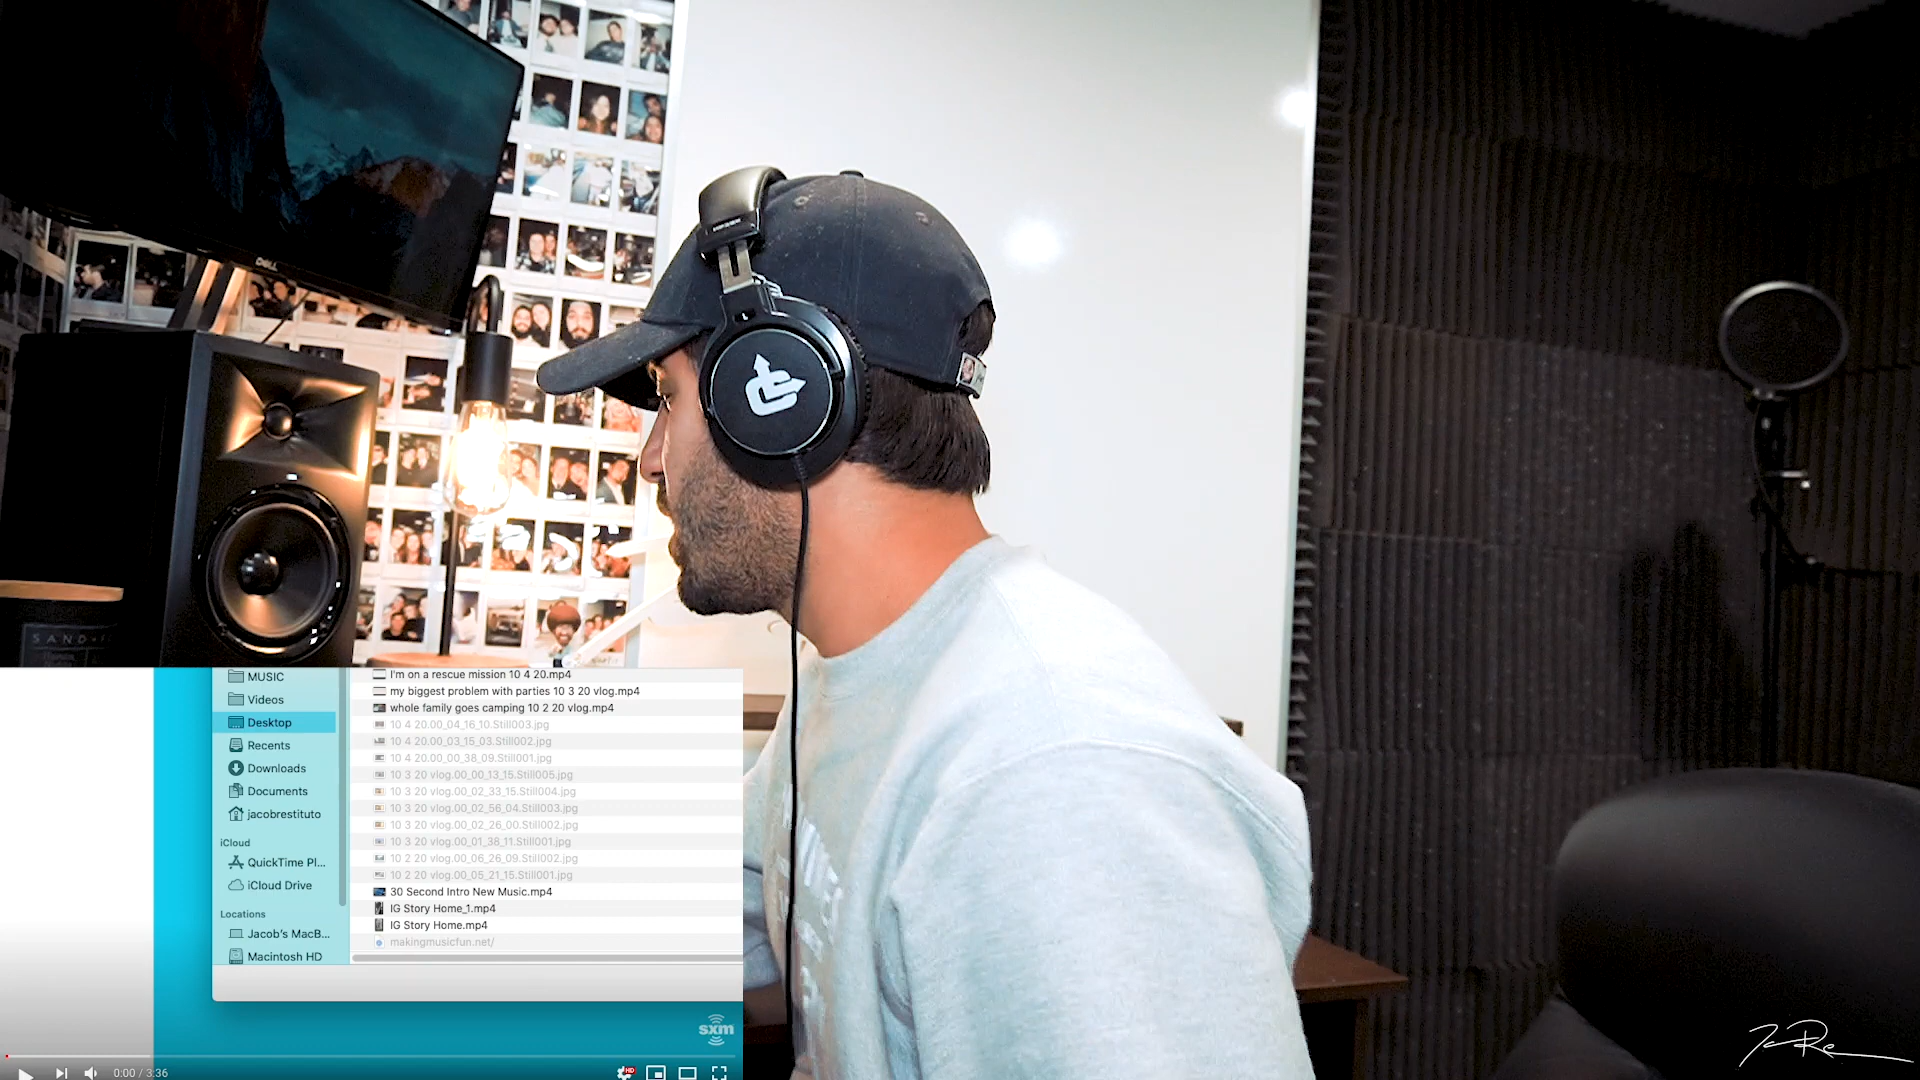 DELL
SAND+F
MUSIC
Videos
Desktop
Recents
Downloads
Documents
jacobrestituto
iCloud
QuickTime Pl...
iCloud Drive
Locations
Jacob's MacB...
Macintosh HD
I'm on a rescue mission 10 4 20.mp4
my biggest problem with parties 10 3 20 vlog.mp4
whole family goes camping 10 2 20 vlog.mp4
10 4 20.00_04_16_10.Still003.jpg
10 4 20.00_03_15_03.Still002.jpg
10 4 20.00_00_38_09.Still001.jpg
10 3 20 vlog.00_00_13_15.Still005.jpg
10 3 20 vlog.00_02_33_15.Still004.jpg
10 3 20 vlog.00_02_56_04.Still003.jpg
10 3 20 vlog.00_02_26_00.Still002.jpg
10 3 20 vlog.00_01_38_11.Still001.jpg
10 2 20 vlog.00_06_26_09.Still002.jpg
10 2 20 vlog.00_05_21_15.Still001.jpg
30 Second Intro New Music.mp4
IG Story Home_1.mp4
IG Story Home.mp4
makingmusicfun.net/
sxm
0:00 / 3:36
HD